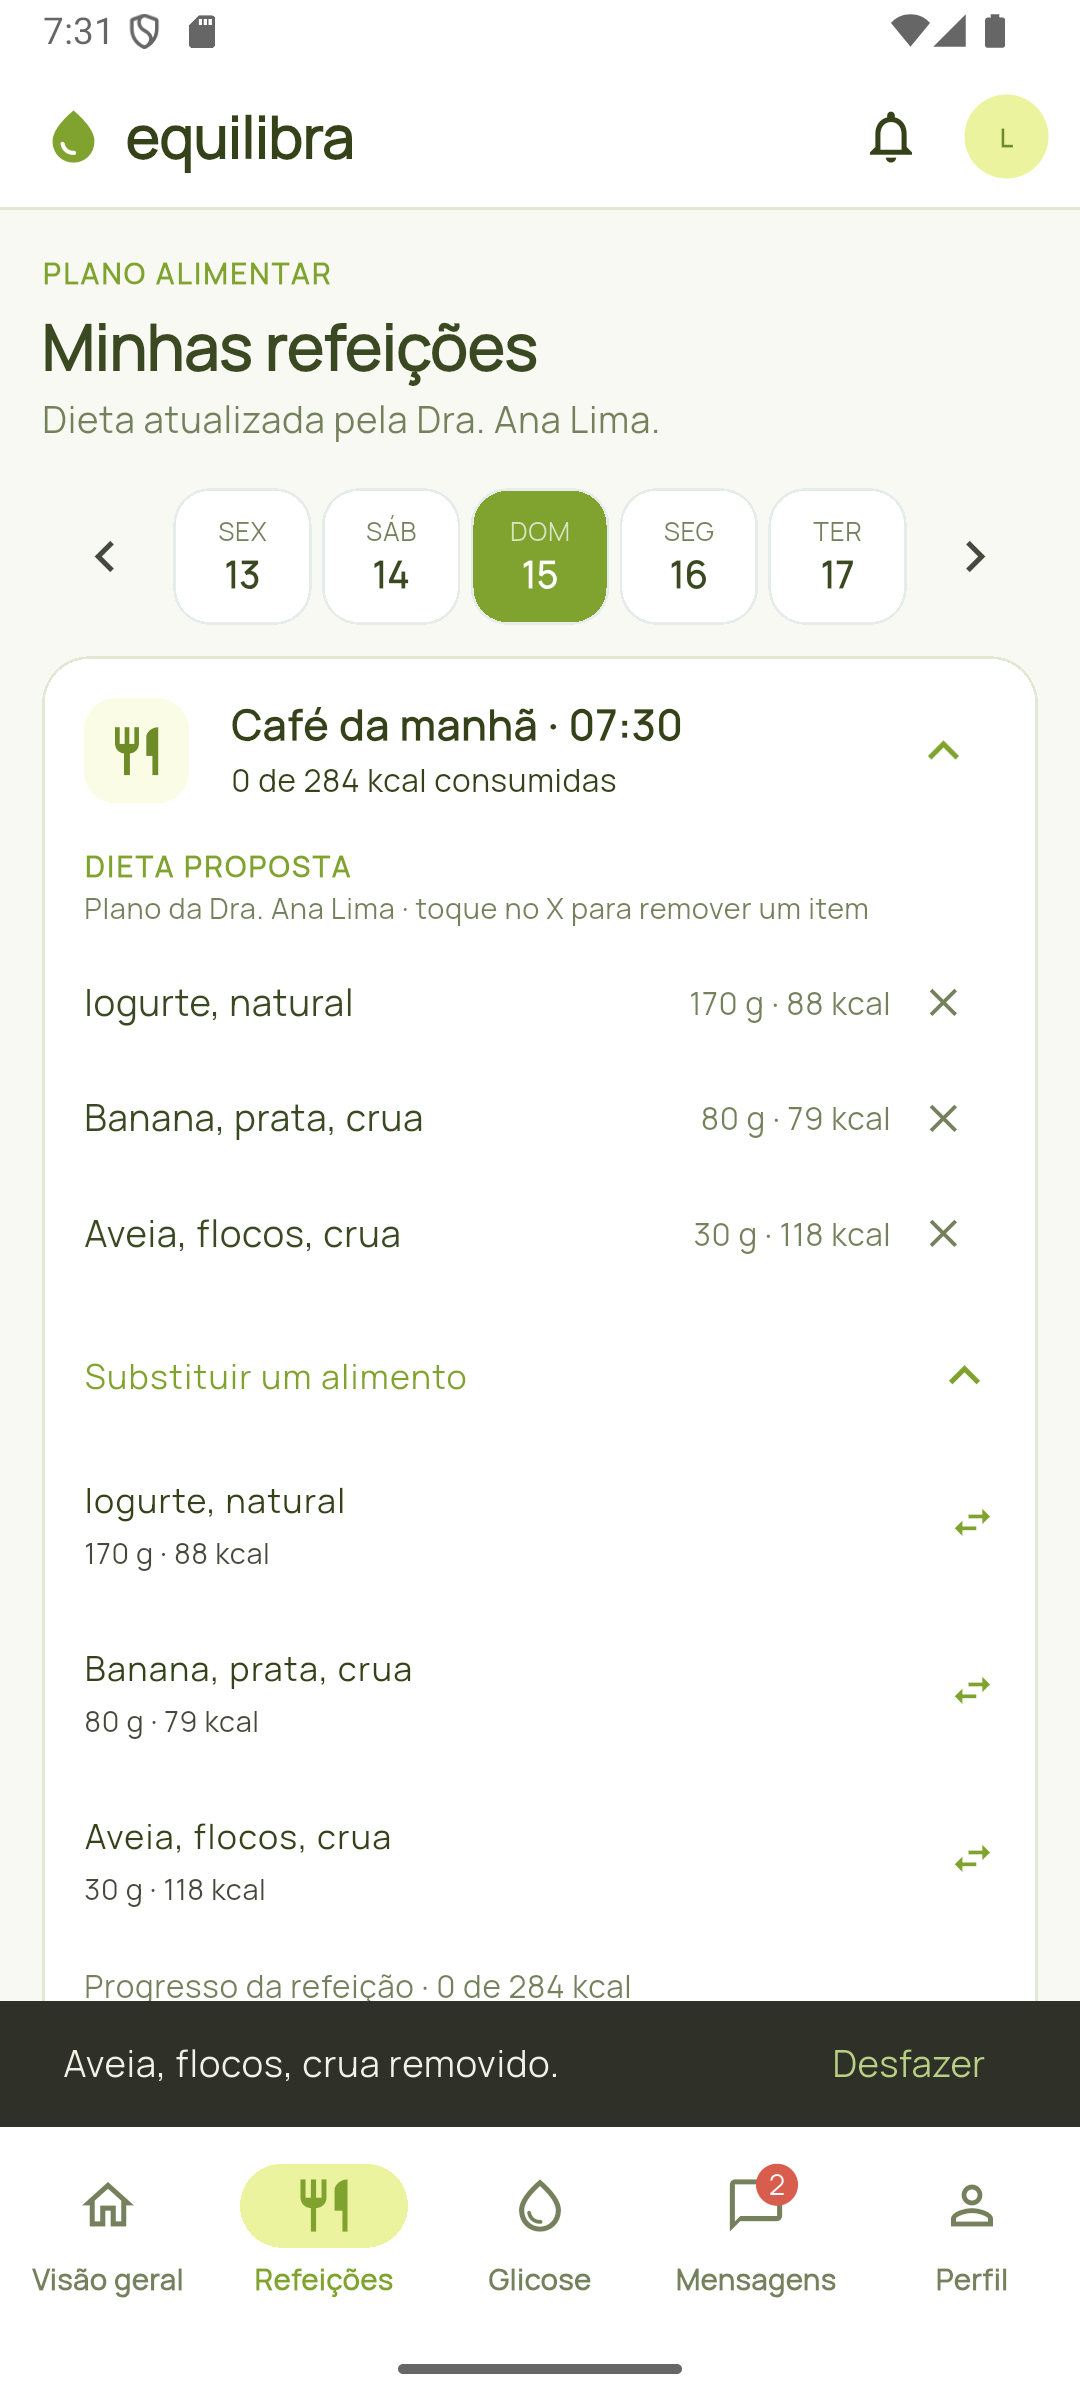 7:31
equilibra
L
PLANO ALIMENTAR
Minhas refeições
Dieta atualizada pela Dra. Ana Lima.
SEX
13
SÁB
14
DOM
15
SEG
16
TER
17
Café da manhã · 07:30
0 de 284 kcal consumidas
DIETA PROPOSTA
Plano da Dra. Ana Lima · toque no X para remover um item
Iogurte, natural 170 g · 88 kcal
Banana, prata, crua 80 g · 79 kcal
Aveia, flocos, crua 30 g · 118 kcal
Substituir um alimento
Iogurte, natural
170 g · 88 kcal
Banana, prata, crua
80 g · 79 kcal
Aveia, flocos, crua
30 g · 118 kcal
Progresso da refeição · 0 de 284 kcal
Aveia, flocos, crua removido. Desfazer
2
Visão geral Refeições Glicose Mensagens Perfil